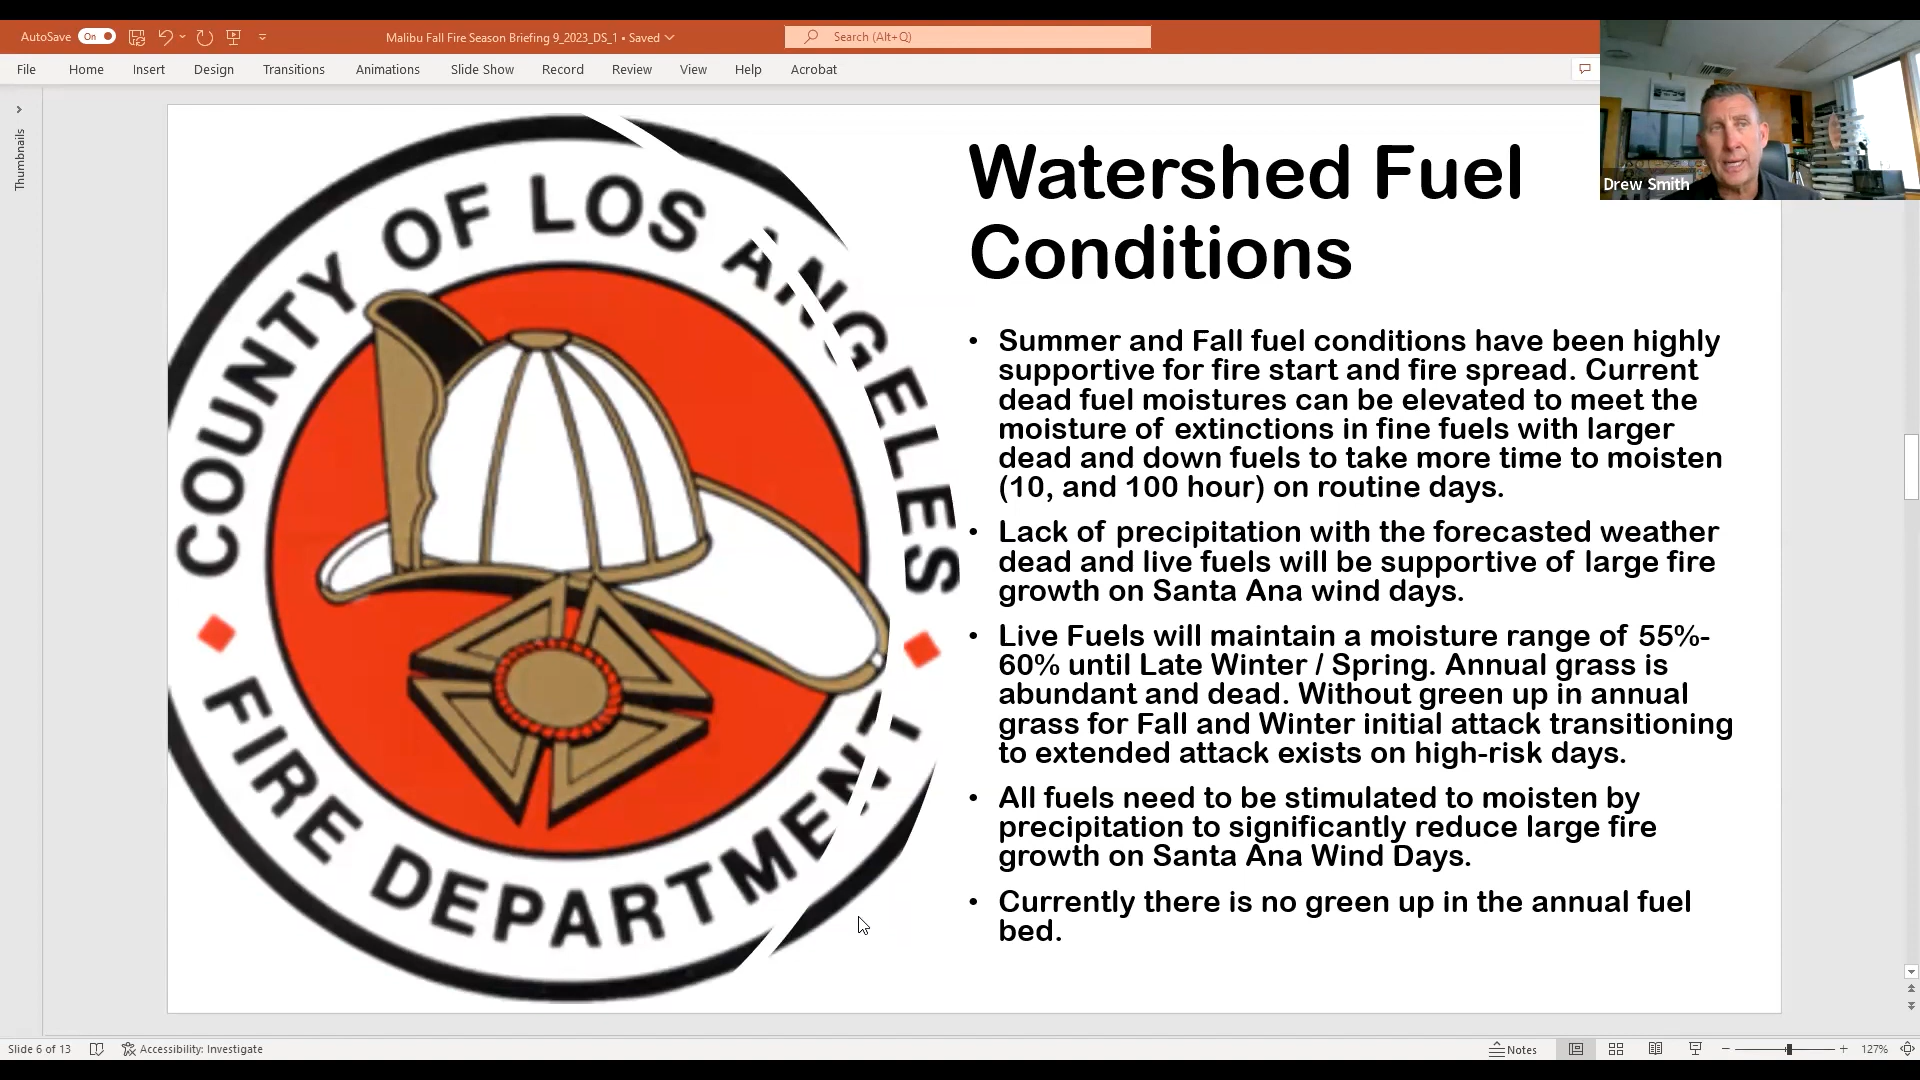 AutoSave On Malibu Fall Fire Season Briefing 9_2023_DS_1 • Saved Search (Alt+Q)
File Home Insert Design Transitions Animations Slide Show Record Review View Help Acrobat
Thumbnails
Drew Smith
COUNTY OF LOS ANGELES
FIRE DEPARTMENT
Watershed Fuel
Conditions
• Summer and Fall fuel conditions have been highly
supportive for fire start and fire spread. Current
dead fuel moistures can be elevated to meet the
moisture of extinctions in fine fuels with larger
dead and down fuels to take more time to moisten
(10, and 100 hour) on routine days.
• Lack of precipitation with the forecasted weather
dead and live fuels will be supportive of large fire
growth on Santa Ana wind days.
• Live Fuels will maintain a moisture range of 55%-
60% until Late Winter / Spring. Annual grass is
abundant and dead. Without green up in annual
grass for Fall and Winter initial attack transitioning
to extended attack exists on high-risk days.
• All fuels need to be stimulated to moisten by
precipitation to significantly reduce large fire
growth on Santa Ana Wind Days.
• Currently there is no green up in the annual fuel
bed.
Slide 6 of 13 Accessibility: Investigate Notes 127%